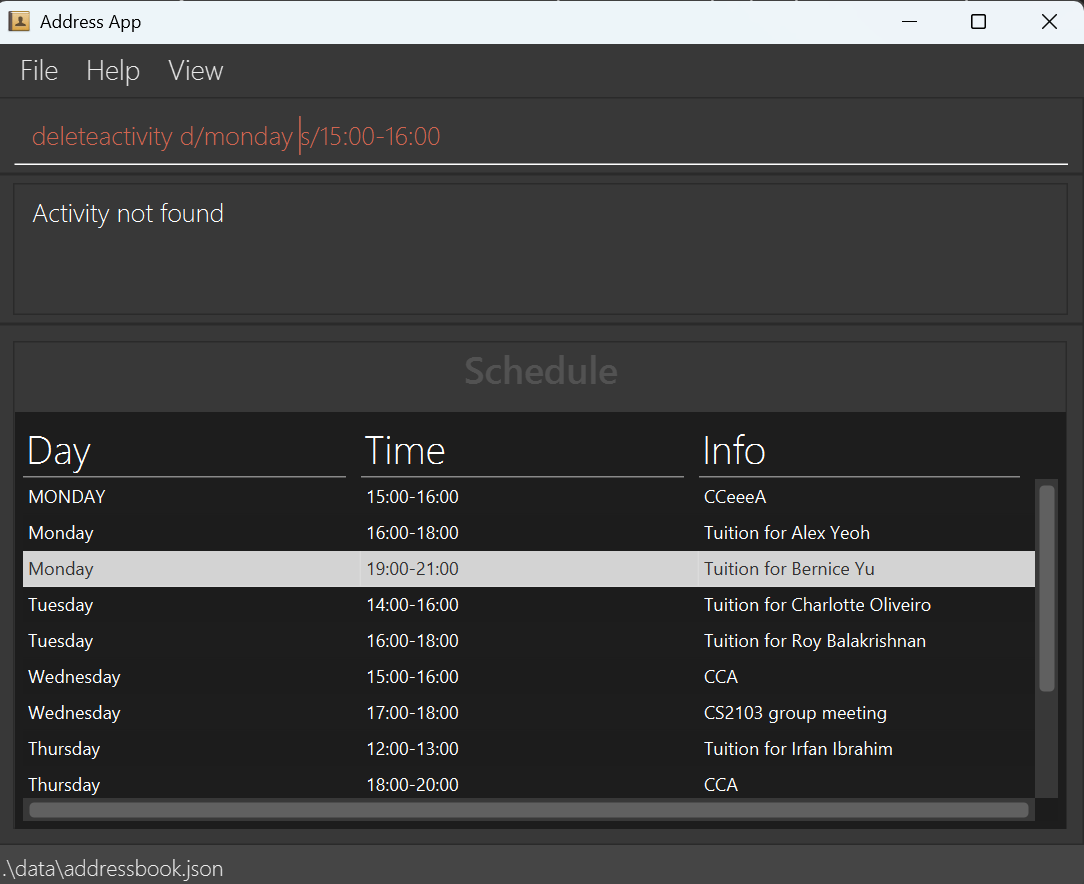 Address App
File Help View
deleteactivity d/monday s/15:00-16:00
Activity not found
Schedule
Day Time Info
MONDAY 15:00-16:00 CCeeeA
Monday 16:00-18:00 Tuition for Alex Yeoh
Monday 19:00-21:00 Tuition for Bernice Yu
Tuesday 14:00-16:00 Tuition for Charlotte Oliveiro
Tuesday 16:00-18:00 Tuition for Roy Balakrishnan
Wednesday 15:00-16:00 CCA
Wednesday 17:00-18:00 CS2103 group meeting
Thursday 12:00-13:00 Tuition for Irfan Ibrahim
Thursday 18:00-20:00 CCA
.\data\addressbook.json